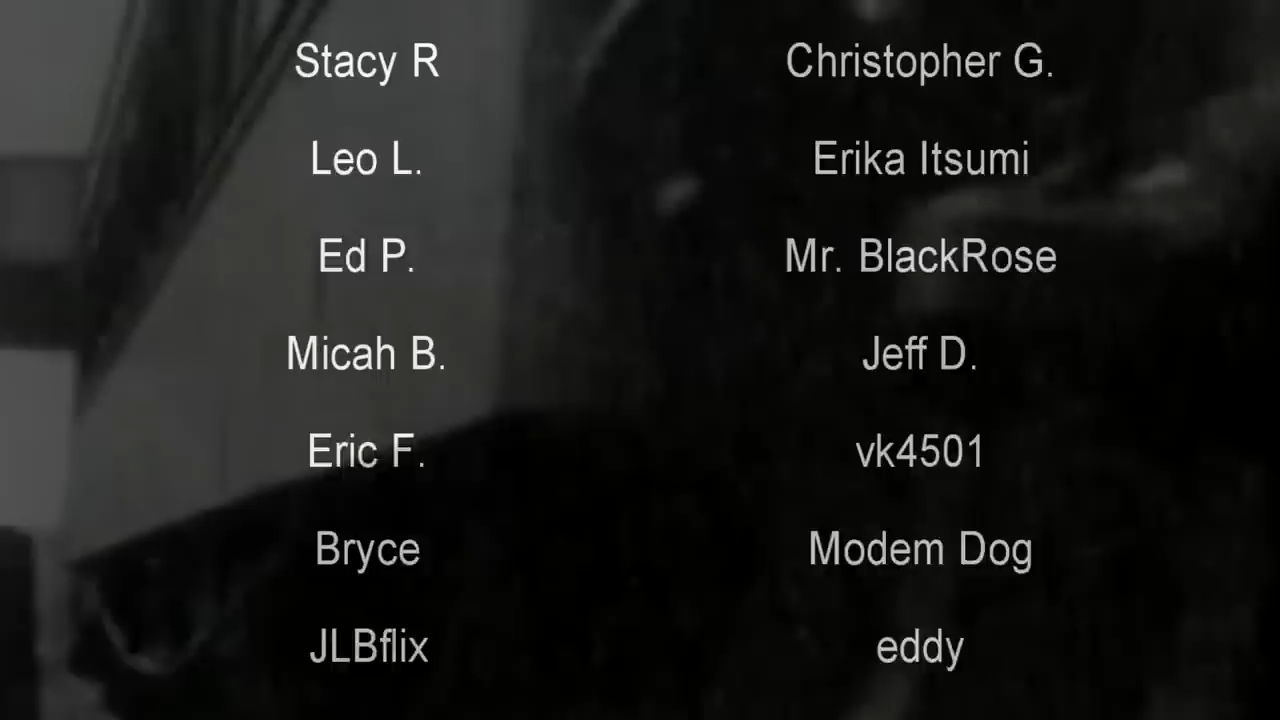 Stacy R
Christopher G.
Leo L.
Erika Itsumi
Ed P.
Mr. BlackRose
Micah B.
Jeff D.
Eric F.
vk4501
Bryce
Modem Dog
JLBflix
eddy